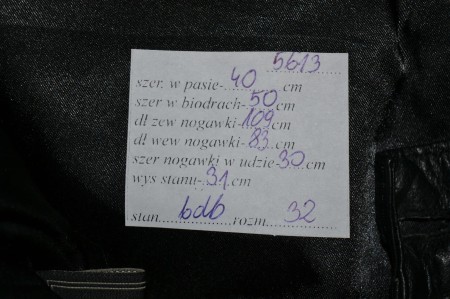 5613
szer. w pasie-40cm
szer w biodrach-50cm
dł zew nogawki-109cm
dł wew nogawki-83cm
szer nogawki w udzie-30cm
wys stanu-31cm
stan bdb rozm 32